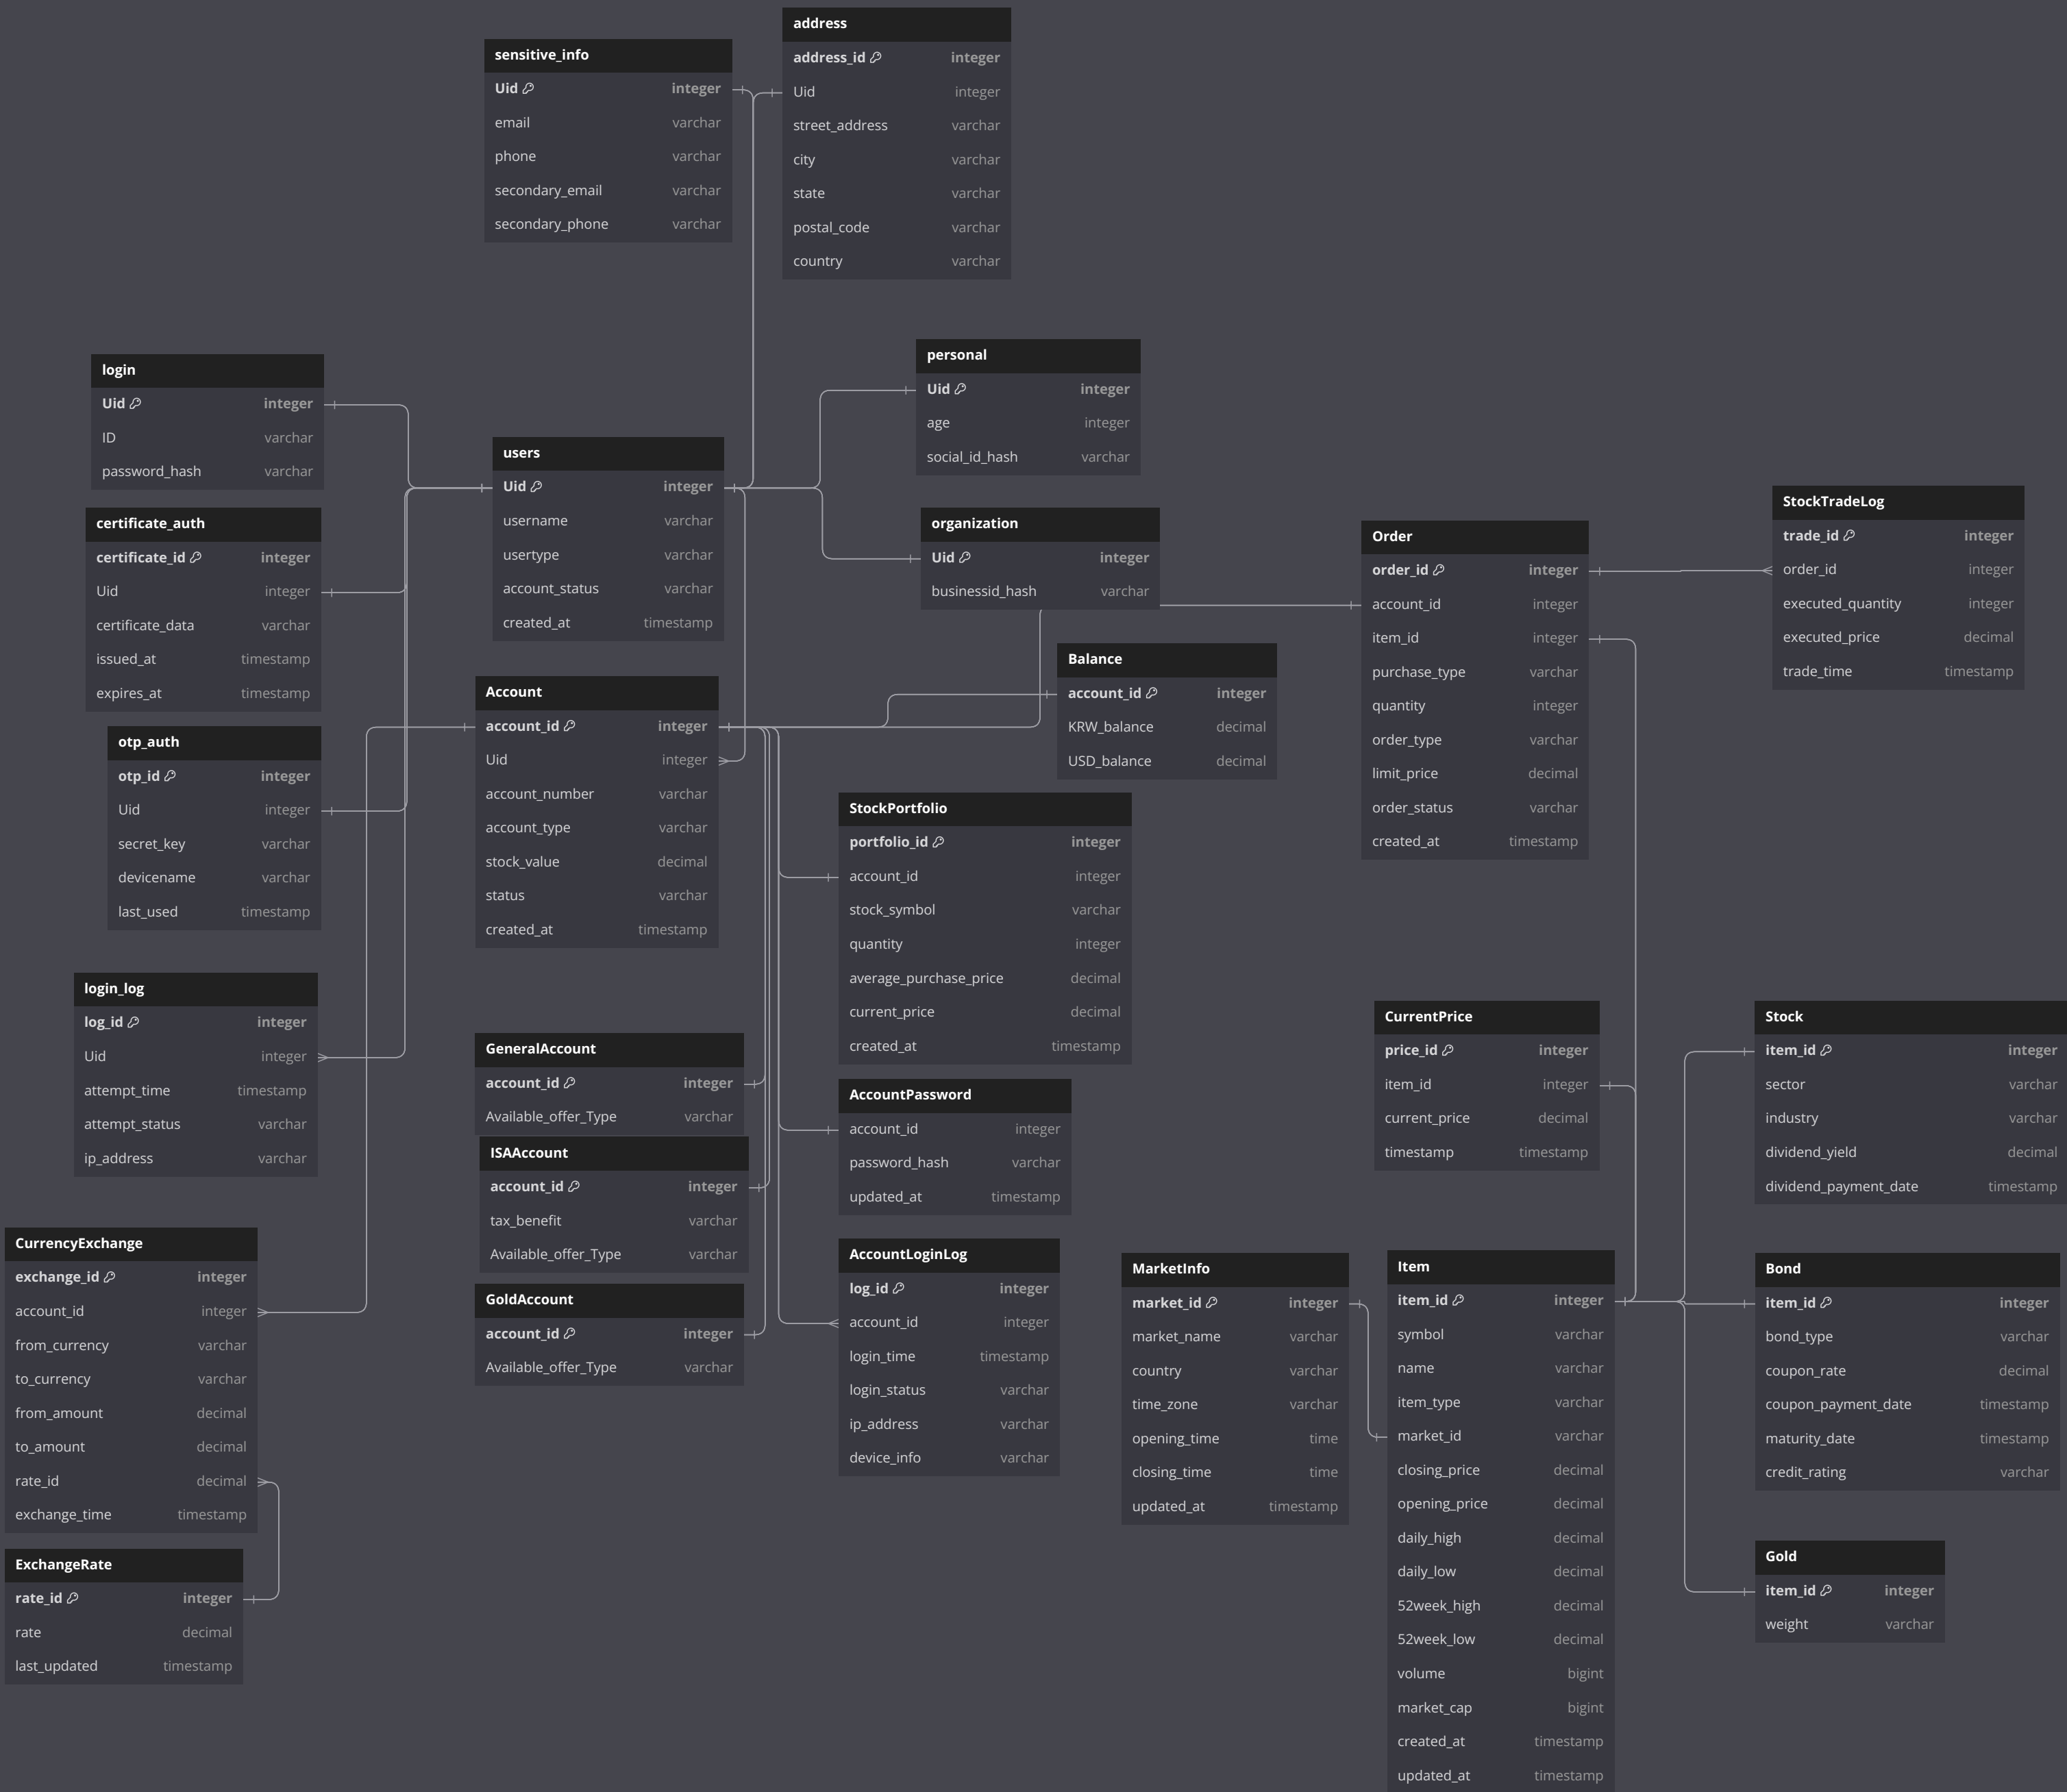 address
address_id integer
Uid integer
street_address varchar
city varchar
state varchar
postal_code varchar
country varchar
sensitive_info
Uid integer
email varchar
phone varchar
secondary_email varchar
secondary_phone varchar
login
Uid integer
ID varchar
password_hash varchar
personal
Uid integer
age integer
social_id_hash varchar
users
Uid integer
username varchar
usertype varchar
account_status varchar
created_at timestamp
certificate_auth
certificate_id integer
Uid integer
certificate_data varchar
issued_at timestamp
expires_at timestamp
organization
Uid integer
businessid_hash varchar
Order
order_id integer
account_id integer
item_id integer
purchase_type varchar
quantity integer
order_type varchar
limit_price decimal
order_status varchar
created_at timestamp
StockTradeLog
trade_id integer
order_id integer
executed_quantity integer
executed_price decimal
trade_time timestamp
Balance
account_id integer
KRW_balance decimal
USD_balance decimal
Account
account_id integer
Uid integer
account_number varchar
account_type varchar
stock_value decimal
status varchar
created_at timestamp
otp_auth
otp_id integer
Uid integer
secret_key varchar
devicename varchar
last_used timestamp
StockPortfolio
portfolio_id integer
account_id integer
stock_symbol varchar
quantity integer
average_purchase_price decimal
current_price decimal
created_at timestamp
login_log
log_id integer
Uid integer
attempt_time timestamp
attempt_status varchar
ip_address varchar
GeneralAccount
account_id integer
Available_offer_Type varchar
ISAAccount
account_id integer
tax_benefit varchar
Available_offer_Type varchar
GoldAccount
account_id integer
Available_offer_Type varchar
AccountPassword
account_id integer
password_hash varchar
updated_at timestamp
AccountLoginLog
log_id integer
account_id integer
login_time timestamp
login_status varchar
ip_address varchar
device_info varchar
CurrentPrice
price_id integer
item_id integer
current_price decimal
timestamp timestamp
Stock
item_id integer
sector varchar
industry varchar
dividend_yield decimal
dividend_payment_date timestamp
CurrencyExchange
exchange_id integer
account_id integer
from_currency varchar
to_currency varchar
from_amount decimal
to_amount decimal
rate_id decimal
exchange_time timestamp
ExchangeRate
rate_id integer
rate decimal
last_updated timestamp
MarketInfo
market_id integer
market_name varchar
country varchar
time_zone varchar
opening_time time
closing_time time
updated_at timestamp
Item
item_id integer
symbol varchar
name varchar
item_type varchar
market_id varchar
closing_price decimal
opening_price decimal
daily_high decimal
daily_low decimal
52week_high decimal
52week_low decimal
volume bigint
market_cap bigint
created_at timestamp
updated_at timestamp
Bond
item_id integer
bond_type varchar
coupon_rate decimal
coupon_payment_date timestamp
maturity_date timestamp
credit_rating varchar
Gold
item_id integer
weight varchar